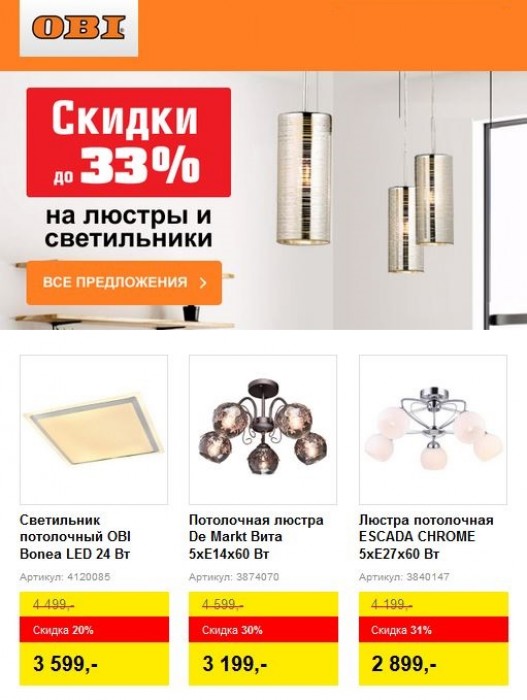 OBI
Скидки
до 33%
на люстры и
светильники
ВСЕ ПРЕДЛОЖЕНИЯ >
Светильник
потолочный OBI
Bonea LED 24 Вт
Артикул: 4120085
4 499,-
Скидка 20%
3 599,-
Потолочная люстра
De Markt Вита
5xE14x60 Вт
Артикул: 3874070
4 599,-
Скидка 30%
3 199,-
Люстра потолочная
ESCADA CHROME
5xE27x60 Вт
Артикул: 3840147
4 199,-
Скидка 31%
2 899,-